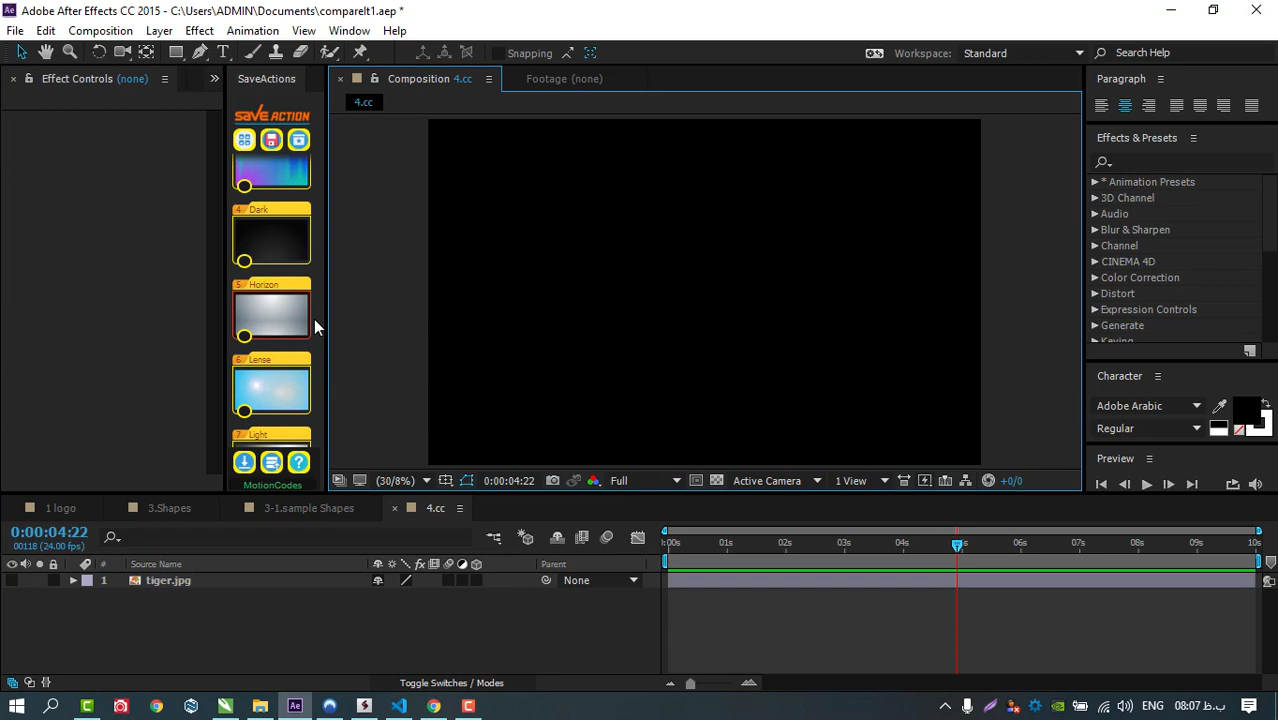 Adobe After Effects CC 2015 - C:\Users\ADMIN\Documents\compareIt1.aep *
File Edit Composition Layer Effect Animation View Window Help
Snapping Workspace: Standard Search Help
Effect Controls (none) SaveActions Composition 4.cc Footage (none) Paragraph
4.cc
SAVE ACTION
Effects & Presets
4 Dark
5 Horizon
6 Lense
7 Light
MotionCodes
* Animation Presets
3D Channel
Audio
Blur & Sharpen
Channel
CINEMA 4D
Color Correction
Distort
Expression Controls
Generate
Keying
Character
Adobe Arabic
Regular
Preview
(30/8%) 0:00:04:22 Full Active Camera 1 View +0/0
1 logo 3.Shapes 3-1.sample Shapes 4.cc
0:00:04:22
00118 (24.00 fps)
:00s 01s 02s 03s 04s 5s 06s 07s 08s 09s 10s
# Source Name Parent
1 tiger.jpg None
Toggle Switches / Modes
ENG 08:07 ب.ظ